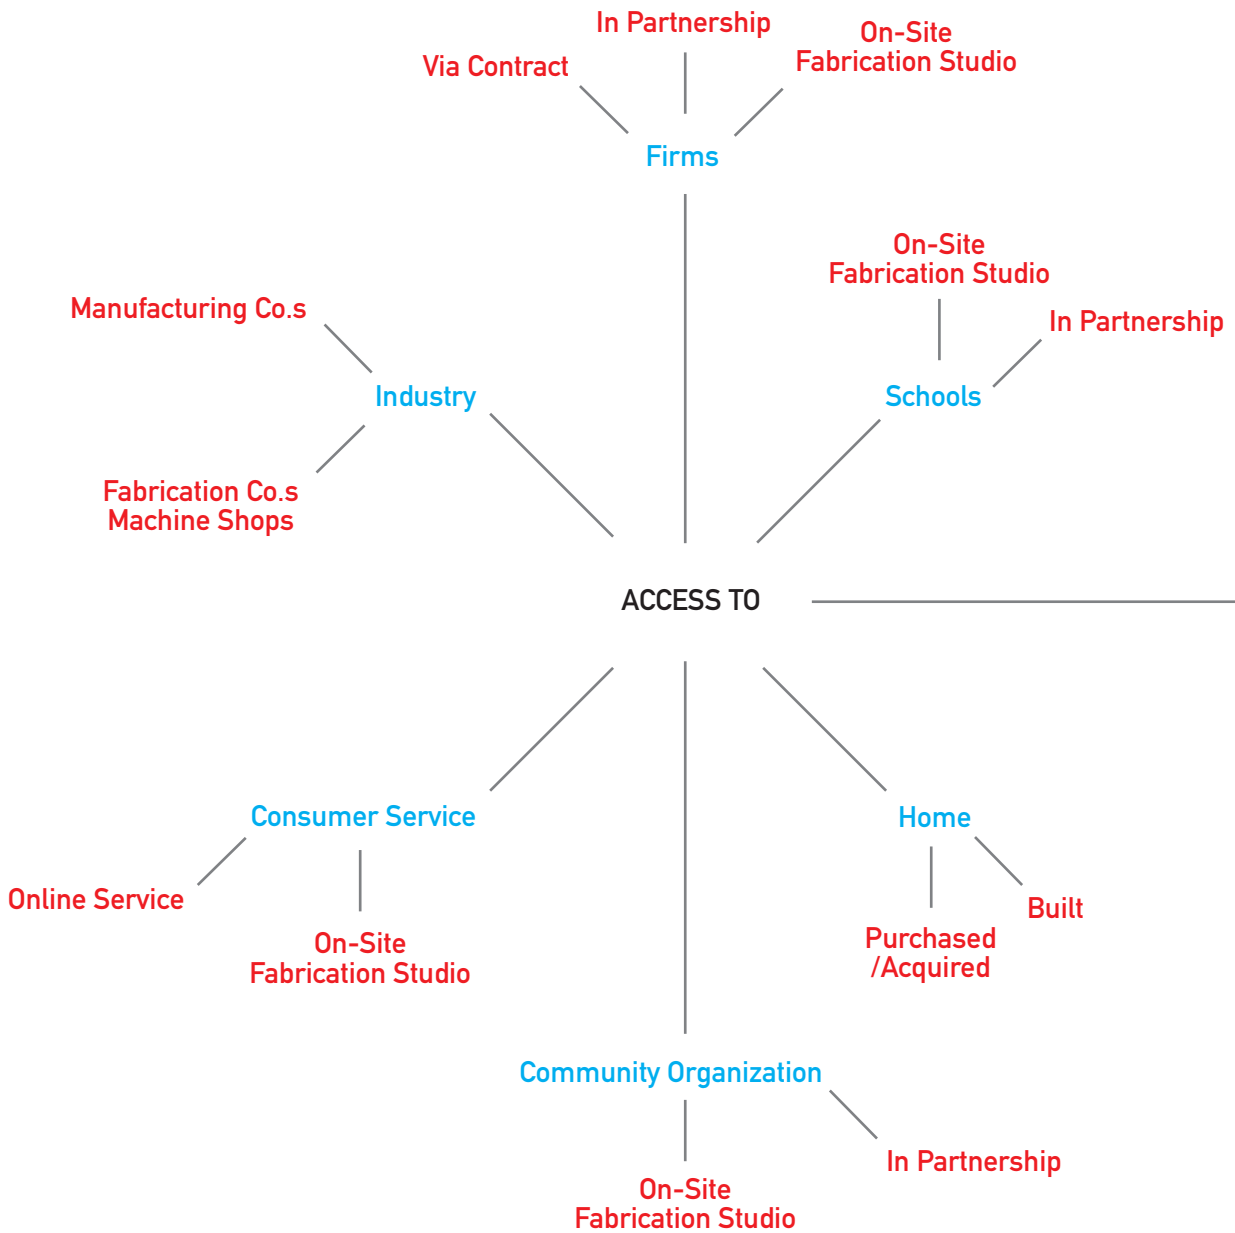 In Partnership
On-Site
Fabrication Studio
Via Contract
Firms
On-Site
Fabrication Studio
In Partnership
Schools
Manufacturing Co.s
Industry
Fabrication Co.s
Machine Shops
ACCESS TO
Consumer Service
Online Service
On-Site
Fabrication Studio
Home
Built
Purchased
/Acquired
Community Organization
In Partnership
On-Site
Fabrication Studio